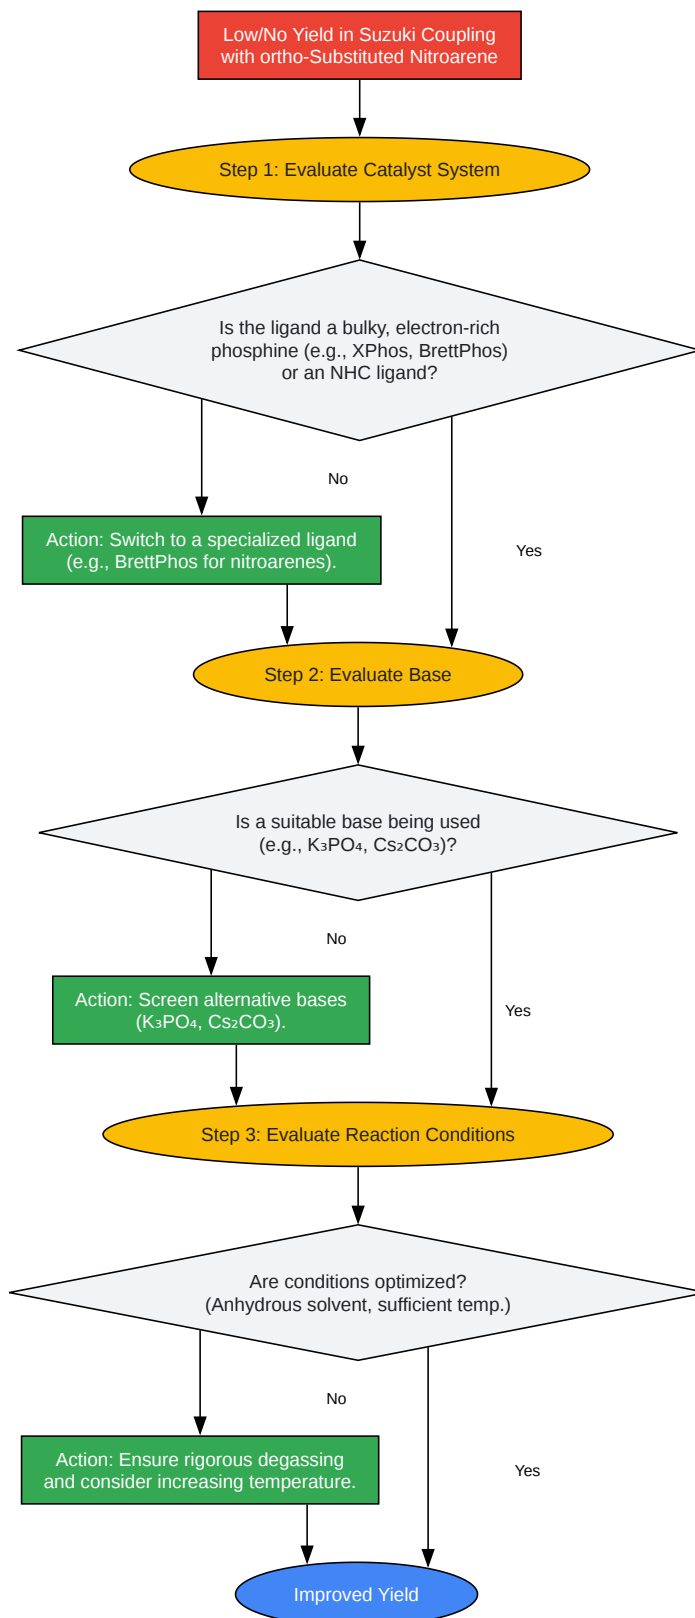 Low/No Yield in Suzuki Coupling
with ortho-Substituted Nitroarene
Step 1: Evaluate Catalyst System
Is the ligand a bulky, electron-rich
phosphine (e.g., XPhos, BrettPhos)
or an NHC ligand?
No
Action: Switch to a specialized ligand
(e.g., BrettPhos for nitroarenes).
Yes
Step 2: Evaluate Base
Is a suitable base being used
(e.g., K₃PO₄, Cs₂CO₃)?
No
Action: Screen alternative bases
(K₃PO₄, Cs₂CO₃).
Yes
Step 3: Evaluate Reaction Conditions
Are conditions optimized?
(Anhydrous solvent, sufficient temp.)
No
Action: Ensure rigorous degassing
and consider increasing temperature.
Yes
Improved Yield